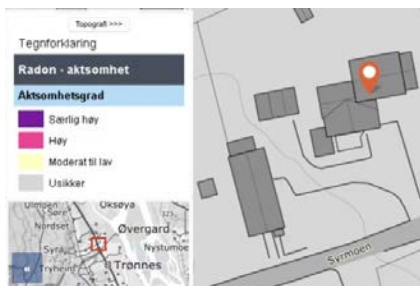 Topografi >>>
Tegnforklaring
Radon - aktsomhet
Aktsomhetsgrad
Særlig høy
Høy
Moderat til lav
Usikker
Oksøya
Nordset
Øvergard
Nystumoe
Trønnes
Syrmoen